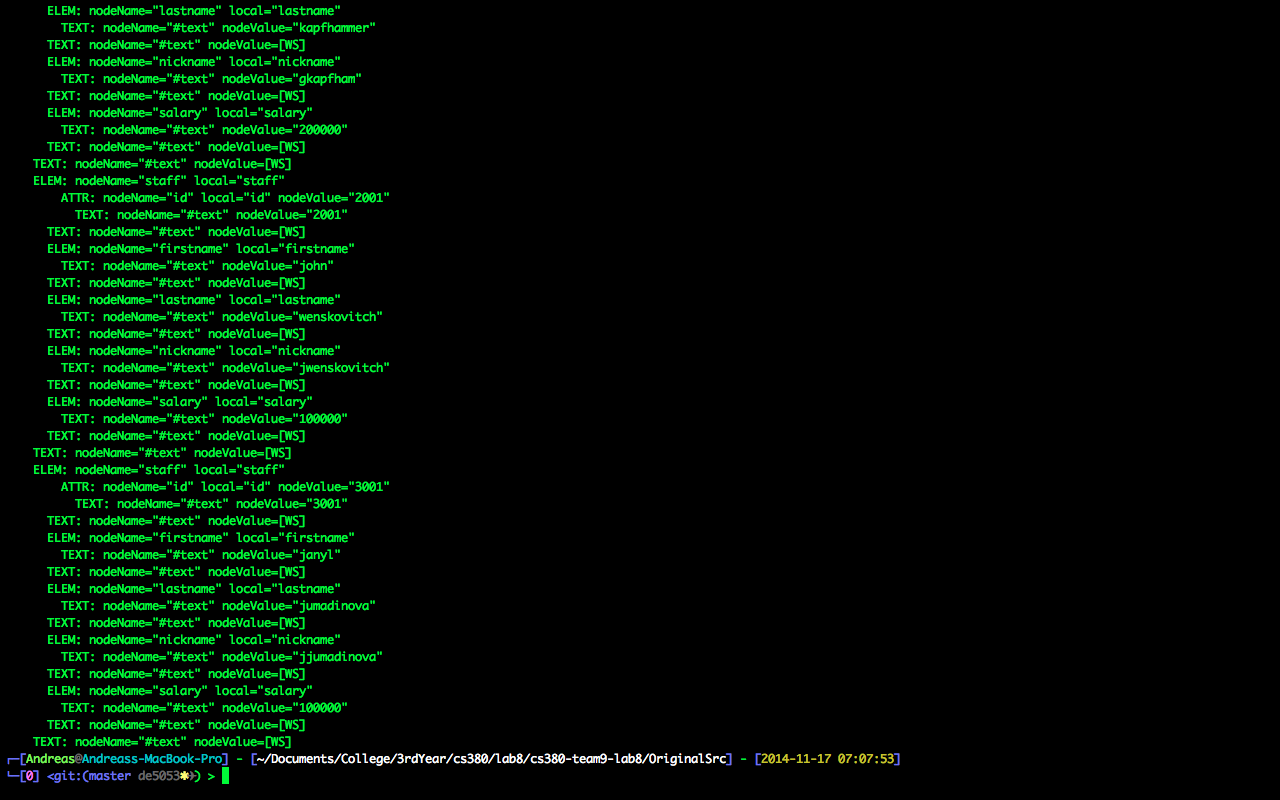 ELEM: nodeName="lastname" local="lastname"
TEXT: nodeName="#text" nodeValue="kapfhammer"
TEXT: nodeName="#text" nodeValue=[WS]
ELEM: nodeName="nickname" local="nickname"
TEXT: nodeName="#text" nodeValue="gkapfham"
TEXT: nodeName="#text" nodeValue=[WS]
ELEM: nodeName="salary" local="salary"
TEXT: nodeName="#text" nodeValue="200000"
TEXT: nodeName="#text" nodeValue=[WS]
TEXT: nodeName="#text" nodeValue=[WS]
ELEM: nodeName="staff" local="staff"
ATTR: nodeName="id" local="id" nodeValue="2001"
TEXT: nodeName="#text" nodeValue="2001"
TEXT: nodeName="#text" nodeValue=[WS]
ELEM: nodeName="firstname" local="firstname"
TEXT: nodeName="#text" nodeValue="john"
TEXT: nodeName="#text" nodeValue=[WS]
ELEM: nodeName="lastname" local="lastname"
TEXT: nodeName="#text" nodeValue="wenskovitch"
TEXT: nodeName="#text" nodeValue=[WS]
ELEM: nodeName="nickname" local="nickname"
TEXT: nodeName="#text" nodeValue="jwenskovitch"
TEXT: nodeName="#text" nodeValue=[WS]
ELEM: nodeName="salary" local="salary"
TEXT: nodeName="#text" nodeValue="100000"
TEXT: nodeName="#text" nodeValue=[WS]
TEXT: nodeName="#text" nodeValue=[WS]
ELEM: nodeName="staff" local="staff"
ATTR: nodeName="id" local="id" nodeValue="3001"
TEXT: nodeName="#text" nodeValue="3001"
TEXT: nodeName="#text" nodeValue=[WS]
ELEM: nodeName="firstname" local="firstname"
TEXT: nodeName="#text" nodeValue="janyl"
TEXT: nodeName="#text" nodeValue=[WS]
ELEM: nodeName="lastname" local="lastname"
TEXT: nodeName="#text" nodeValue="jumadinova"
TEXT: nodeName="#text" nodeValue=[WS]
ELEM: nodeName="nickname" local="nickname"
TEXT: nodeName="#text" nodeValue="jjumadinova"
TEXT: nodeName="#text" nodeValue=[WS]
ELEM: nodeName="salary" local="salary"
TEXT: nodeName="#text" nodeValue="100000"
TEXT: nodeName="#text" nodeValue=[WS]
TEXT: nodeName="#text" nodeValue=[WS]
┌─[Andreas@Andreass-MacBook-Pro] - [~/Documents/College/3rdYear/cs380/lab8/cs380-team9-lab8/OriginalSrc] - [2014-11-17 07:07:53]
└─[0] <git:(master de5053✱) >